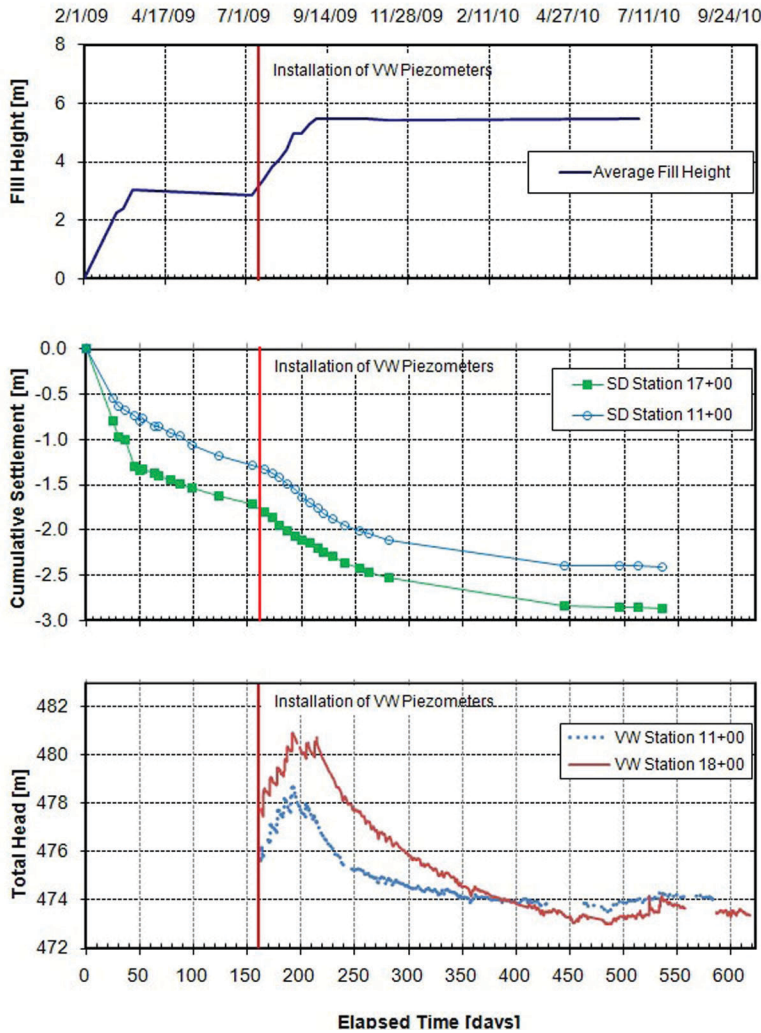 2/1/09 4/17/09 7/1/09 9/14/09 11/28/09 2/11/10 4/27/10 7/11/10 9/24/10
8
6
4
2
0
Fill Height [m]
Installation of VW Piezometers
Average Fill Height
0.0
-0.5
-1.0
-1.5
-2.0
-2.5
-3.0
Cumulative Settlement [m]
Installation of VW Piezometers
SD Station 17+00
SD Station 11+00
482
480
478
476
474
472
Total Head [m]
Installation of VW Piezometers
VW Station 11+00
VW Station 18+00
0 50 100 150 200 250 300 350 400 450 500 550 600
Elapsed Time [days]